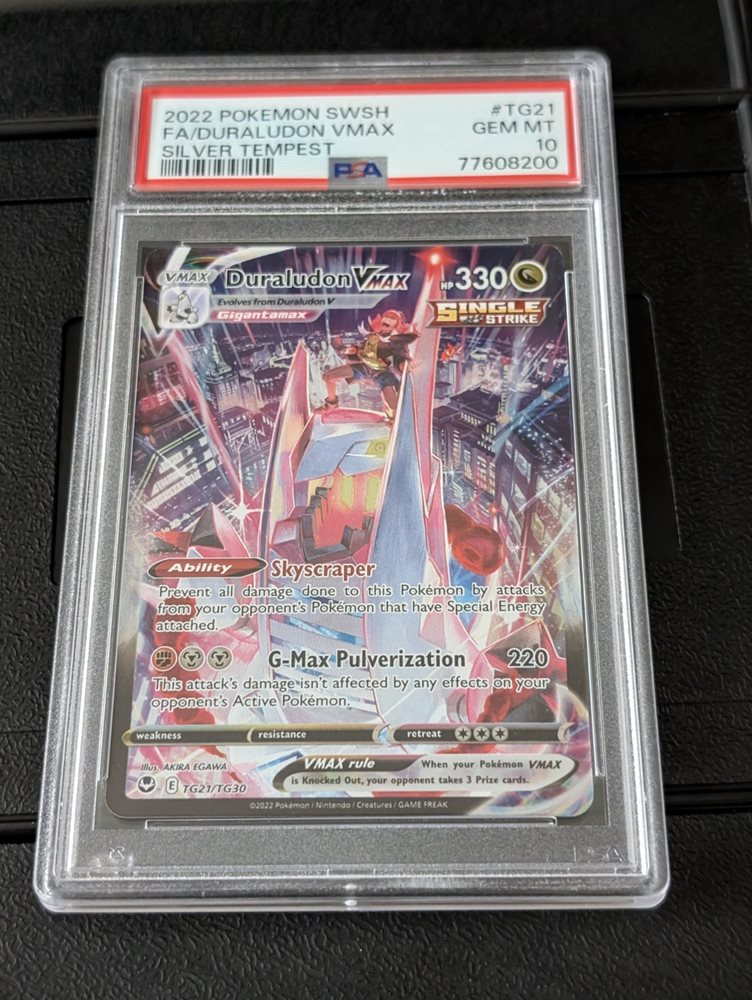 2022 POKEMON SWSH #TG21
FA/DURALUDON VMAX GEM MT
SILVER TEMPEST 10
PSA 77608200
VMAX Duraludon VMAX HP 330
Evolves from Duraludon V
Gigantamax
SINGLE STRIKE
Ability Skyscraper
Prevent all damage done to this Pokémon by attacks
from your opponent's Pokémon that have Special Energy
attached.
G-Max Pulverization 220
This attack's damage isn't affected by any effects on your
opponent's Active Pokémon.
weakness resistance retreat
Illus. AKIRA EGAWA
VMAX rule When your Pokémon VMAX
is Knocked Out, your opponent takes 3 Prize cards.
E TG21/TG30
©2022 Pokémon / Nintendo / Creatures / GAME FREAK